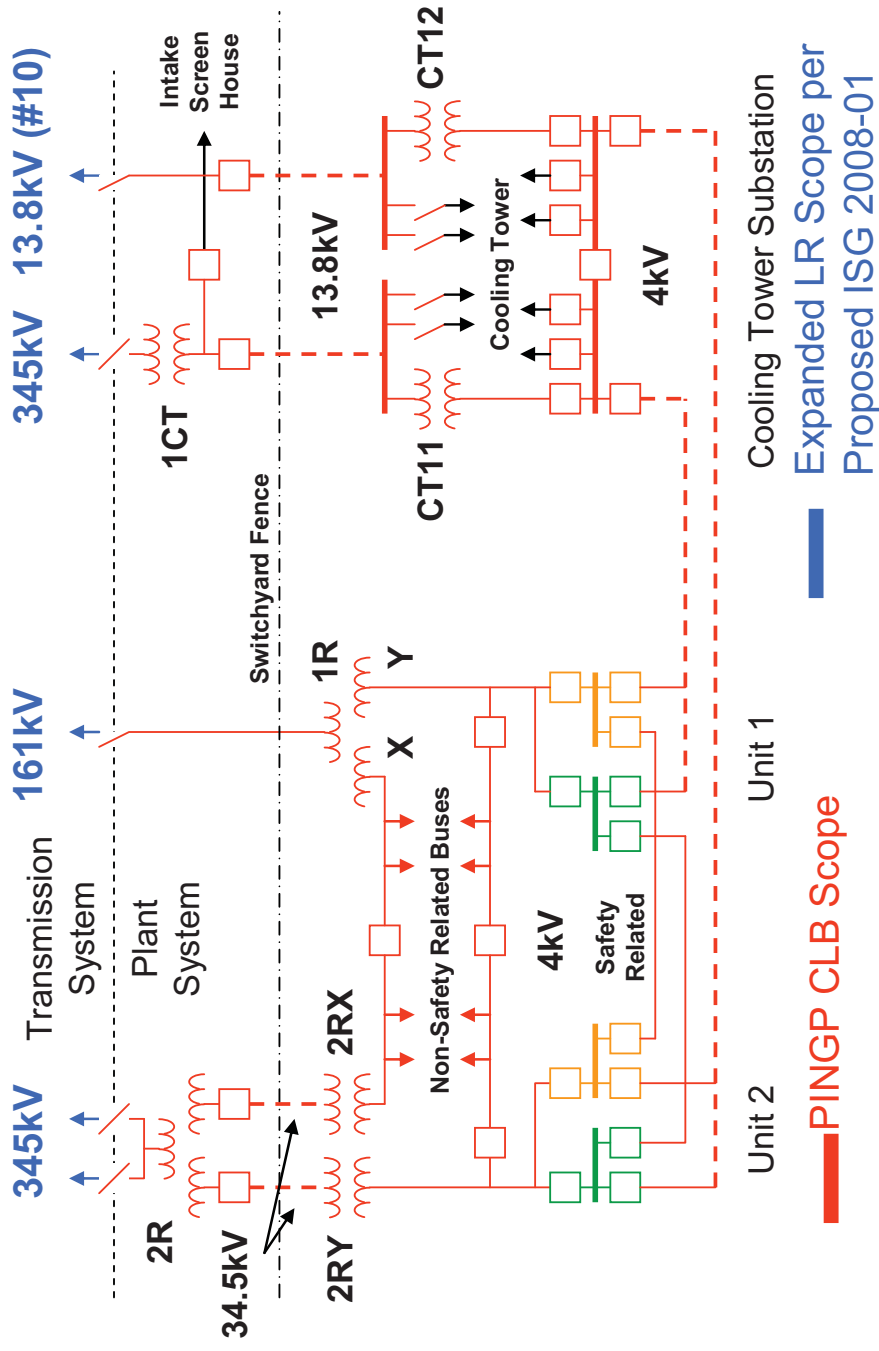 345kV
161kV
345kV
13.8kV (#10)
Transmission
System
Plant
System
Intake
Screen
House
2R
1CT
34.5kV
Switchyard Fence
2RY
2RX
1R
X
Y
13.8kV
CT11
CT12
Non-Safety Related Buses
Cooling Tower
4kV
Safety
Related
4kV
Unit 2
Unit 1
Cooling Tower Substation
PINGP CLB Scope
Expanded LR Scope per
Proposed ISG 2008-01